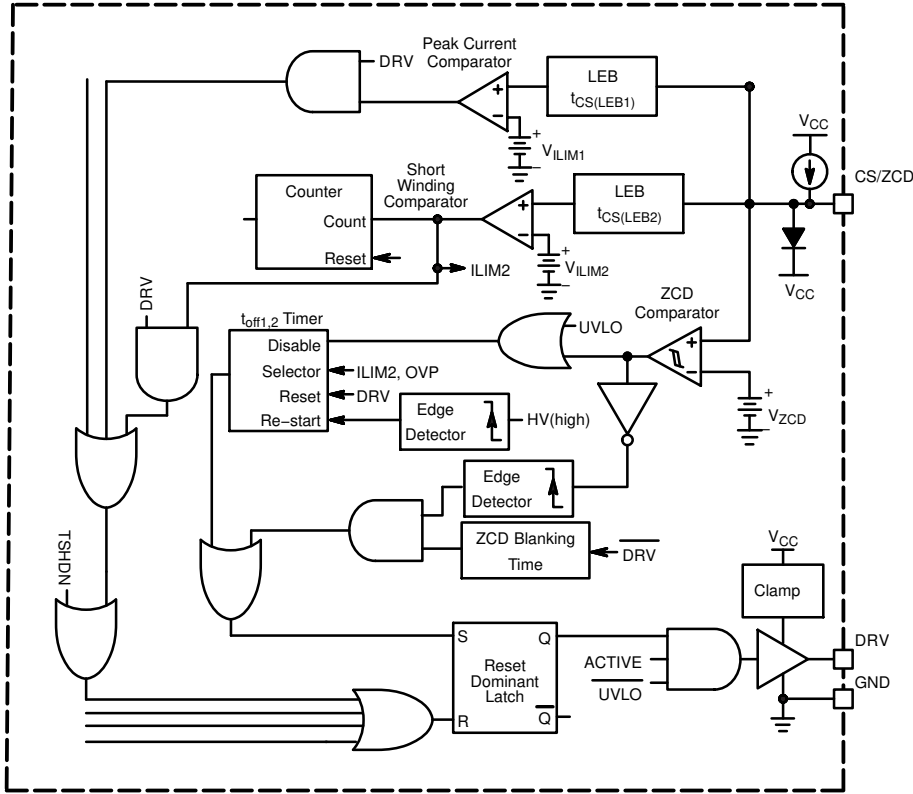 Peak Current
Comparator
DRV
LEB
tCS(LEB1)
VILIM1
VCC
CS/ZCD
VCC
Counter
Count
Reset
Short
Winding
Comparator
LEB
tCS(LEB2)
VILIM2
ILIM2
DRV
toff1,2 Timer
Disable
Selector
Reset
Re−start
UVLO
ILIM2, OVP
DRV
Edge
Detector
HV(high)
ZCD
Comparator
VZCD
Edge
Detector
ZCD Blanking
Time
DRV
TSHDN
S
Q
R
Q
Reset
Dominant
Latch
ACTIVE
UVLO
VCC
Clamp
DRV
GND